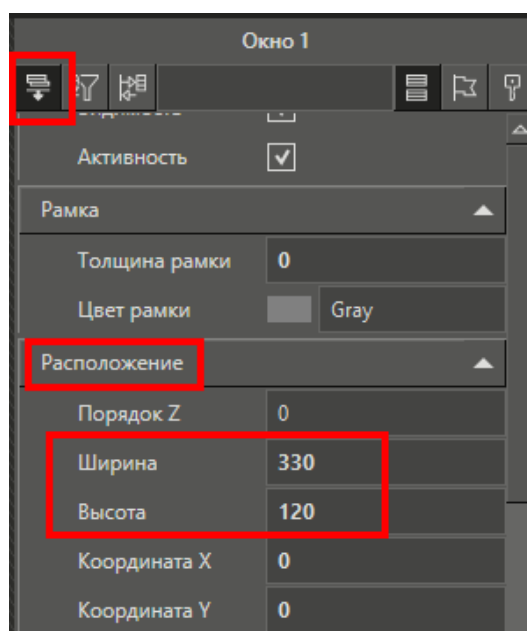 Окно 1
Видимость
Активность
Рамка
Толщина рамки 0
Цвет рамки Gray
Расположение
Порядок Z 0
Ширина 330
Высота 120
Координата X 0
Координата Y 0